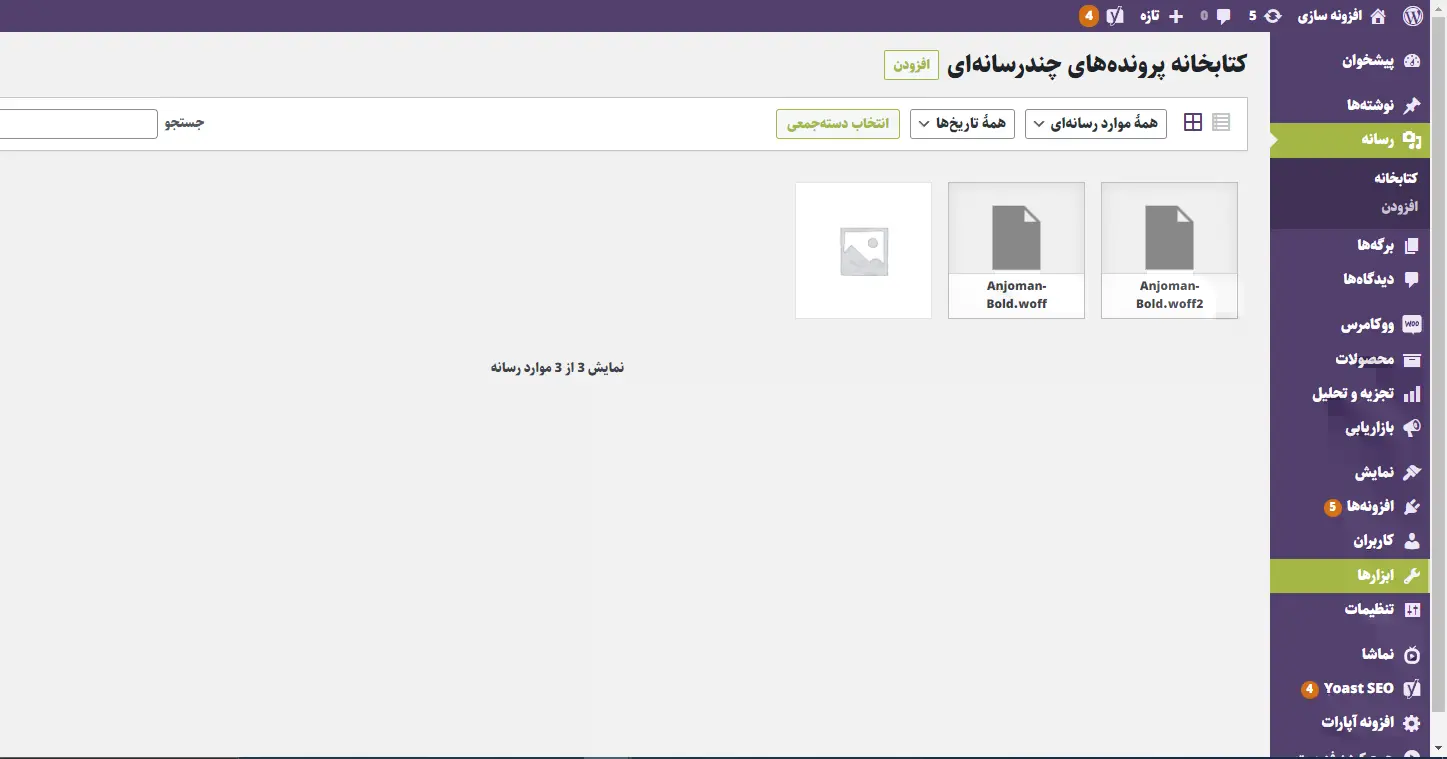 افزونه سازی
5
0
تازه
4
پیشخوان
نوشته‌ها
رسانه
کتابخانه
افزودن
برگه‌ها
دیدگاه‌ها
ووکامرس
محصولات
تجزیه و تحلیل
بازاریابی
نمایش
افزونه‌ها 5
کاربران
ابزارها
تنظیمات
نماشا
Yoast SEO 4
افزونه آپارات
کتابخانه پرونده‌های چندرسانه‌ای افزودن
همهٔ موارد رسانه‌ای
همهٔ تاریخ‌ها
انتخاب دسته‌جمعی
جستجو
Anjoman-
Bold.woff2
Anjoman-
Bold.woff
نمایش 3 از 3 موارد رسانه